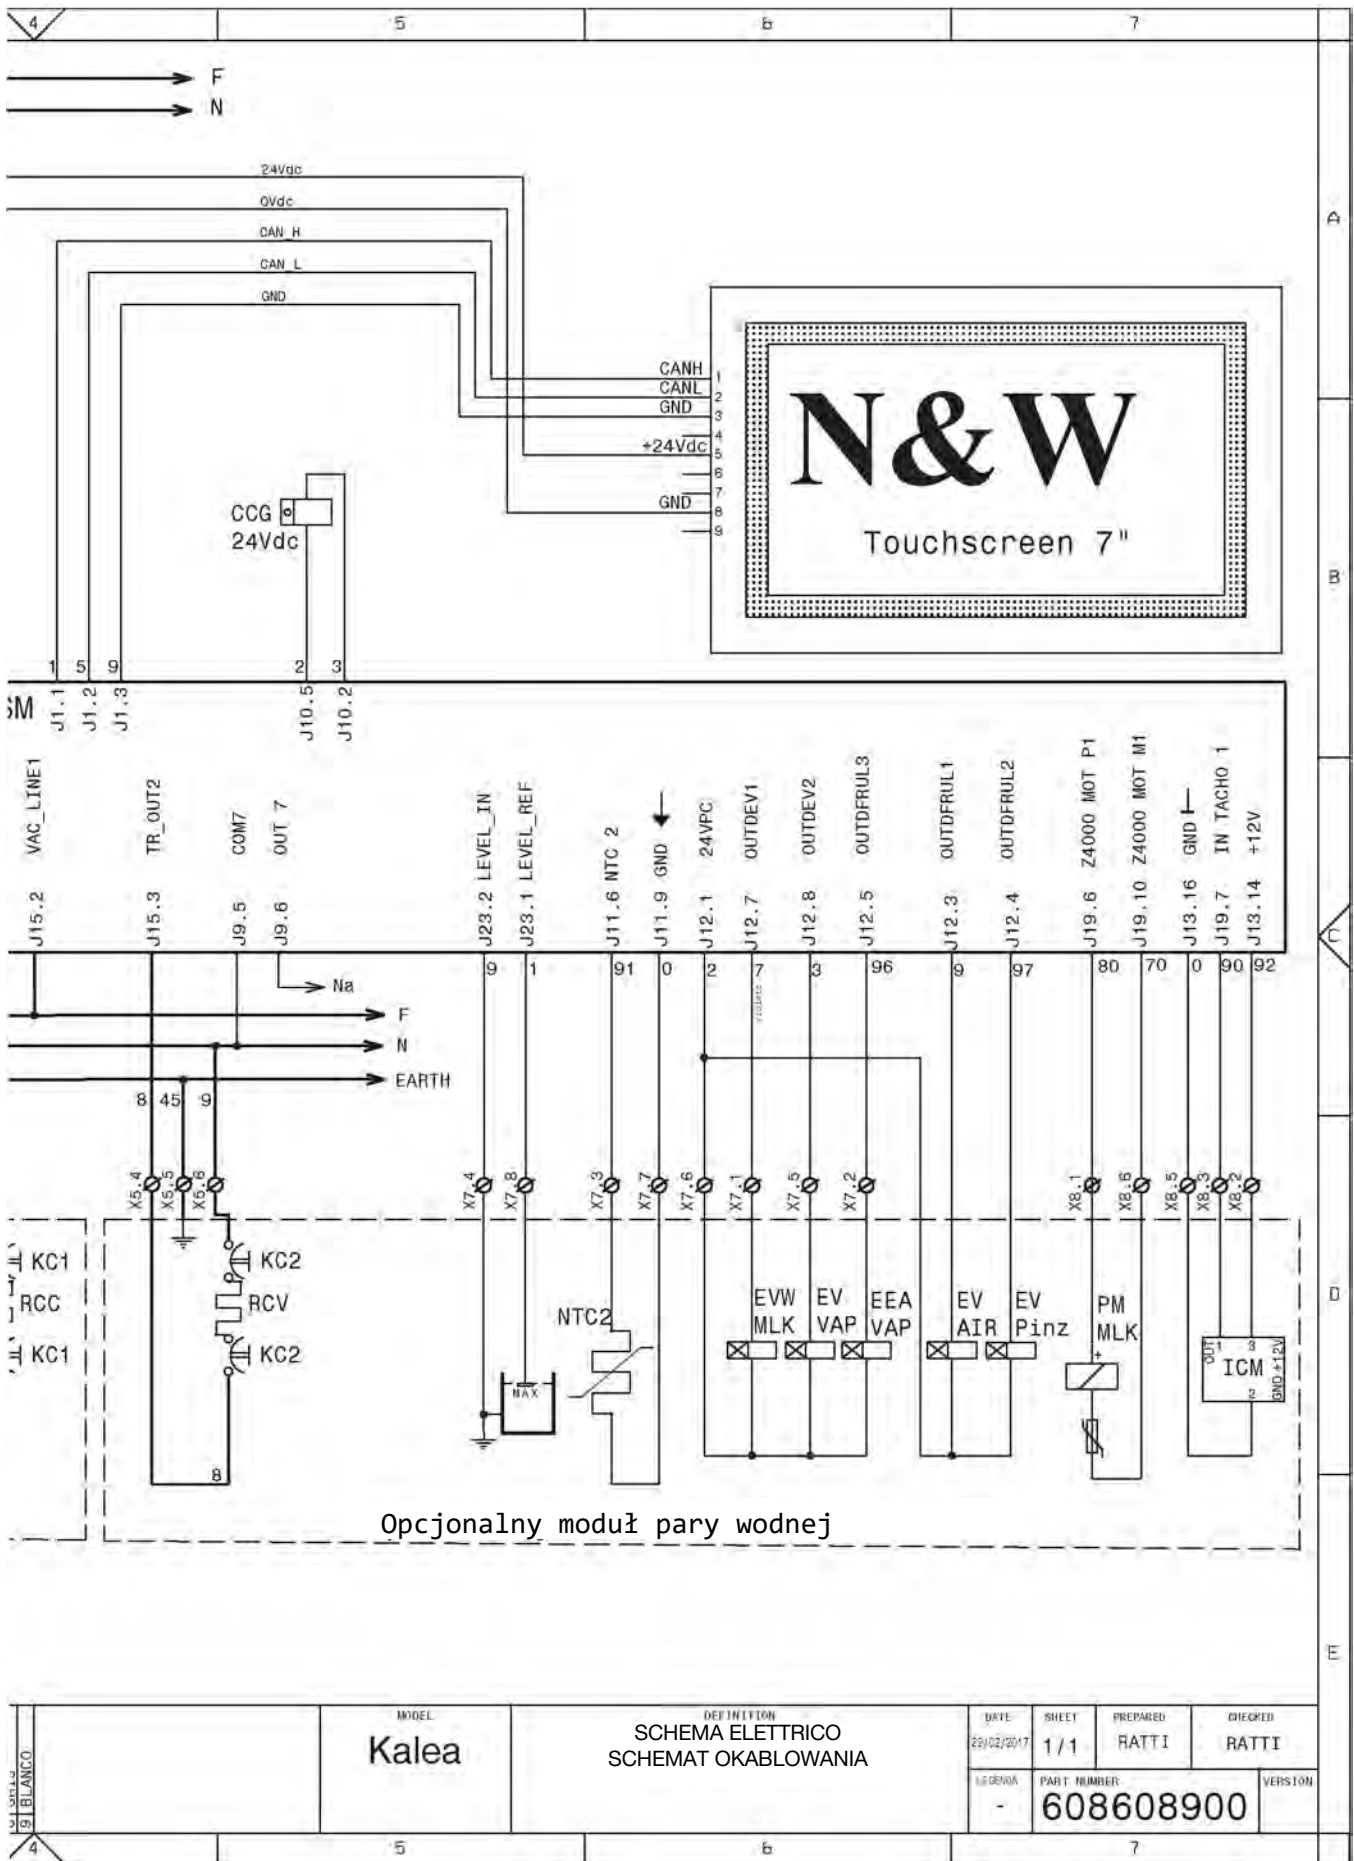 4 5 6 7
F
N
24Vdc
0Vdc
CAN_H
CAN_L
GND
A
CANH 1
CANL 2
GND 3
4
+24Vdc 5
6
7
GND 8
9
N&W
Touchscreen 7"
CCG
24Vdc
B
1 5 9 2 3
SM J1.1 J1.2 J1.3 J10.5 J10.2
VAC_LINE1 TR_OUT2 COM7 OUT 7 LEVEL_IN LEVEL_REF NTC 2 GND 24VPC OUTDEV1 OUTDEV2 OUTDFRUL3 OUTDFRUL1 OUTDFRUL2 Z4000 MOT P1 Z4000 MOT M1 GND IN TACHO 1 +12V
J15.2 J15.3 J9.5 J9.6 J23.2 J23.1 J11.6 J11.9 J12.1 J12.7 J12.8 J12.5 J12.3 J12.4 J19.6 J19.10 J13.16 J19.7 J13.14
C
9 1 91 0 2 7 3 96 9 97 80 70 0 90 92
Na
F
N
EARTH
8 45 9
X5.4 X5.5 X5.6 X7.4 X7.8 X7.3 X7.7 X7.6 X7.1 X7.5 X7.2 X8.1 X8.6 X8.5 X8.3 X8.2
KC1 KC2
RCC RCV
KC1 KC2
D
NTC2
MAX
EVW MLK
EV VAP
EEA VAP
EV AIR
EV Pinz
PM MLK
+
OUT 1 3 +12V
ICM
2 GND
8
Opcjonalny moduł pary wodnej
E
9 BLANCO
MODEL
Kalea
DEFINITION
SCHEMA ELETTRICO
SCHEMAT OKABLOWANIA
DATE SHEET PREPARED CHECKED
22/02/2017 1/1 RATTI RATTI
LEGENDA PART NUMBER VERSION
- 608608900
4 5 6 7